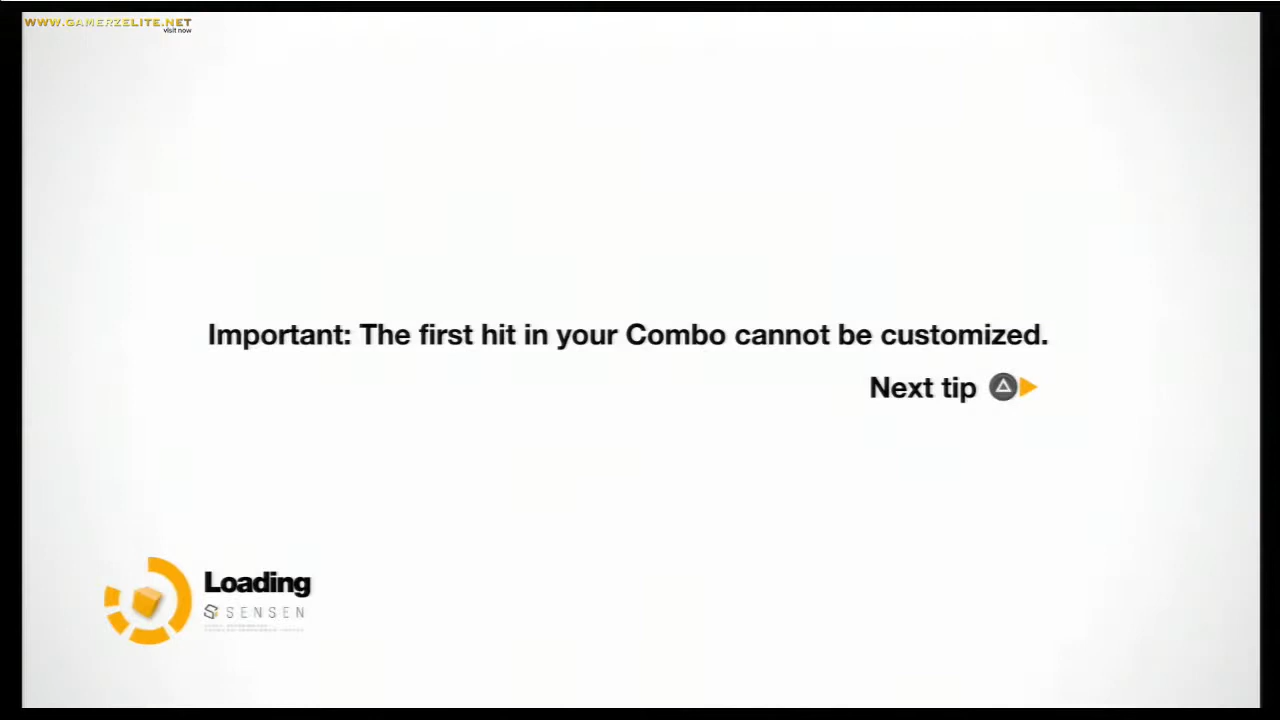 WWW.GAMERZELITE.NET
visit now
Important: The first hit in your Combo cannot be customized.
Next tip
Loading
SENSEN